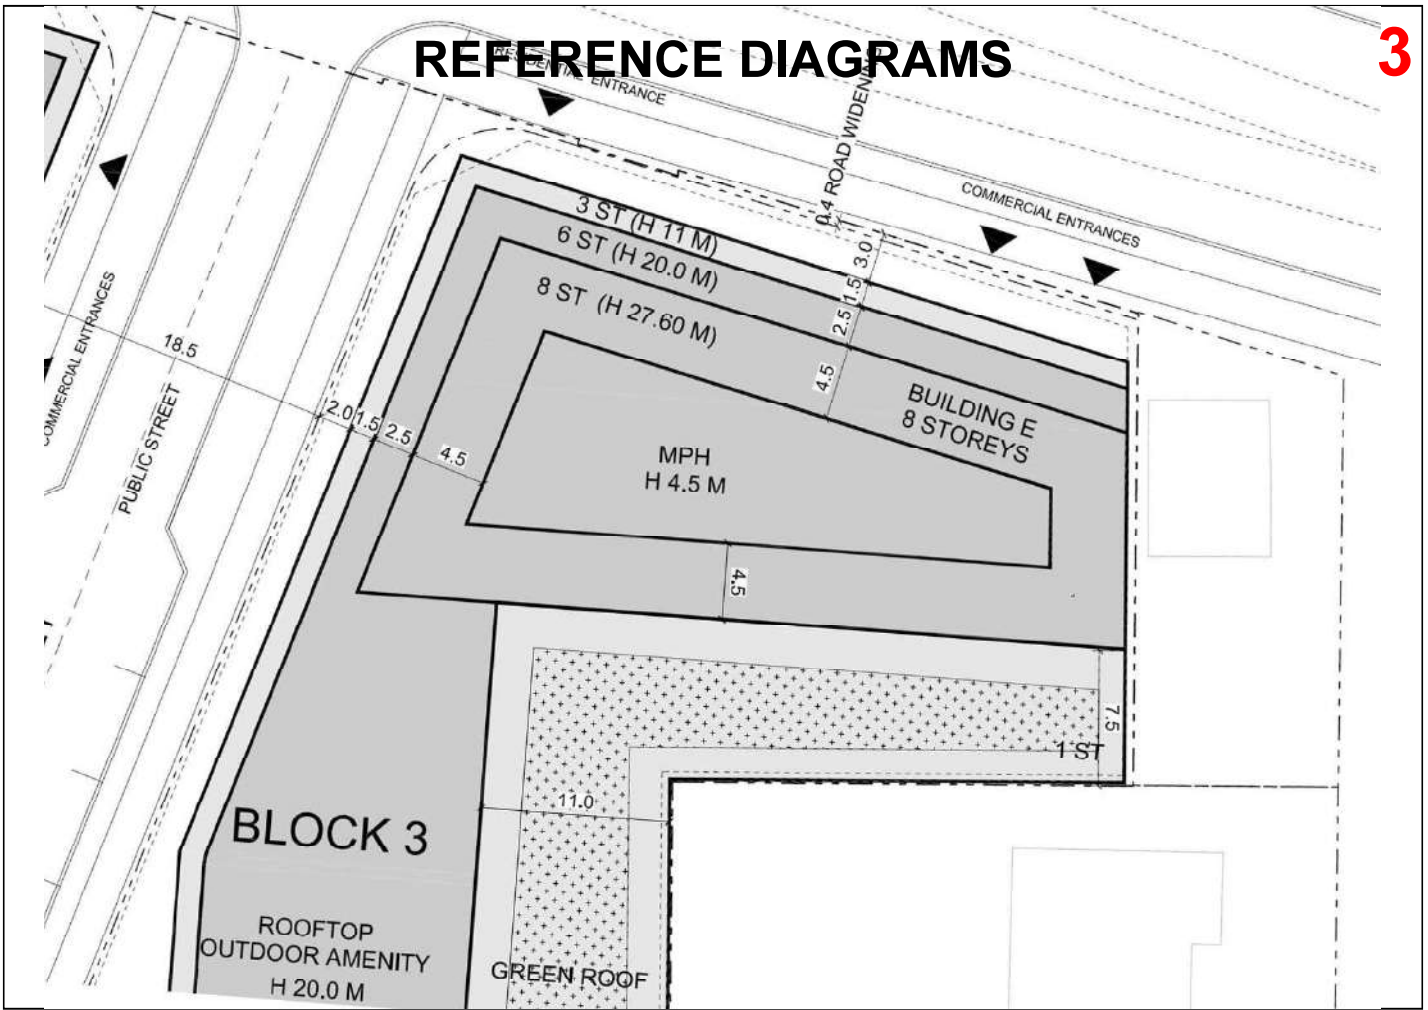 REFERENCE DIAGRAMS
3
RESIDENTIAL ENTRANCE
0.4 ROAD WIDENING
COMMERCIAL ENTRANCES
3 ST (H 11 M)
6 ST (H 20.0 M)
8 ST (H 27.60 M)
3.0
1.5
2.5
4.5
COMMERCIAL ENTRANCES
18.5
PUBLIC STREET
2.0
1.5
2.5
4.5
BUILDING E
8 STOREYS
MPH
H 4.5 M
4.5
7.5
1 ST
11.0
BLOCK 3
ROOFTOP
OUTDOOR AMENITY
H 20.0 M
GREEN ROOF